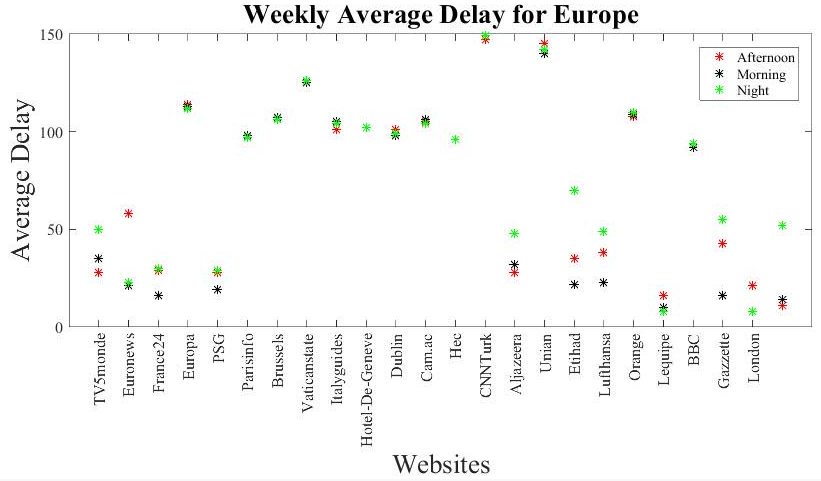 Weekly Average Delay for Europe
150
100
50
0
Average Delay
Afternoon
Morning
Night
TV5monde
Euronews
France24
Europa
PSG
Parisinfo
Brussels
Vaticanstate
Italyguides
Hotel-De-Geneve
Dublin
Cam.ac
Hec
CNNTurk
Aljazeera
Unian
Etihad
Lufthansa
Orange
Lequipe
BBC
Gazzette
London
Websites